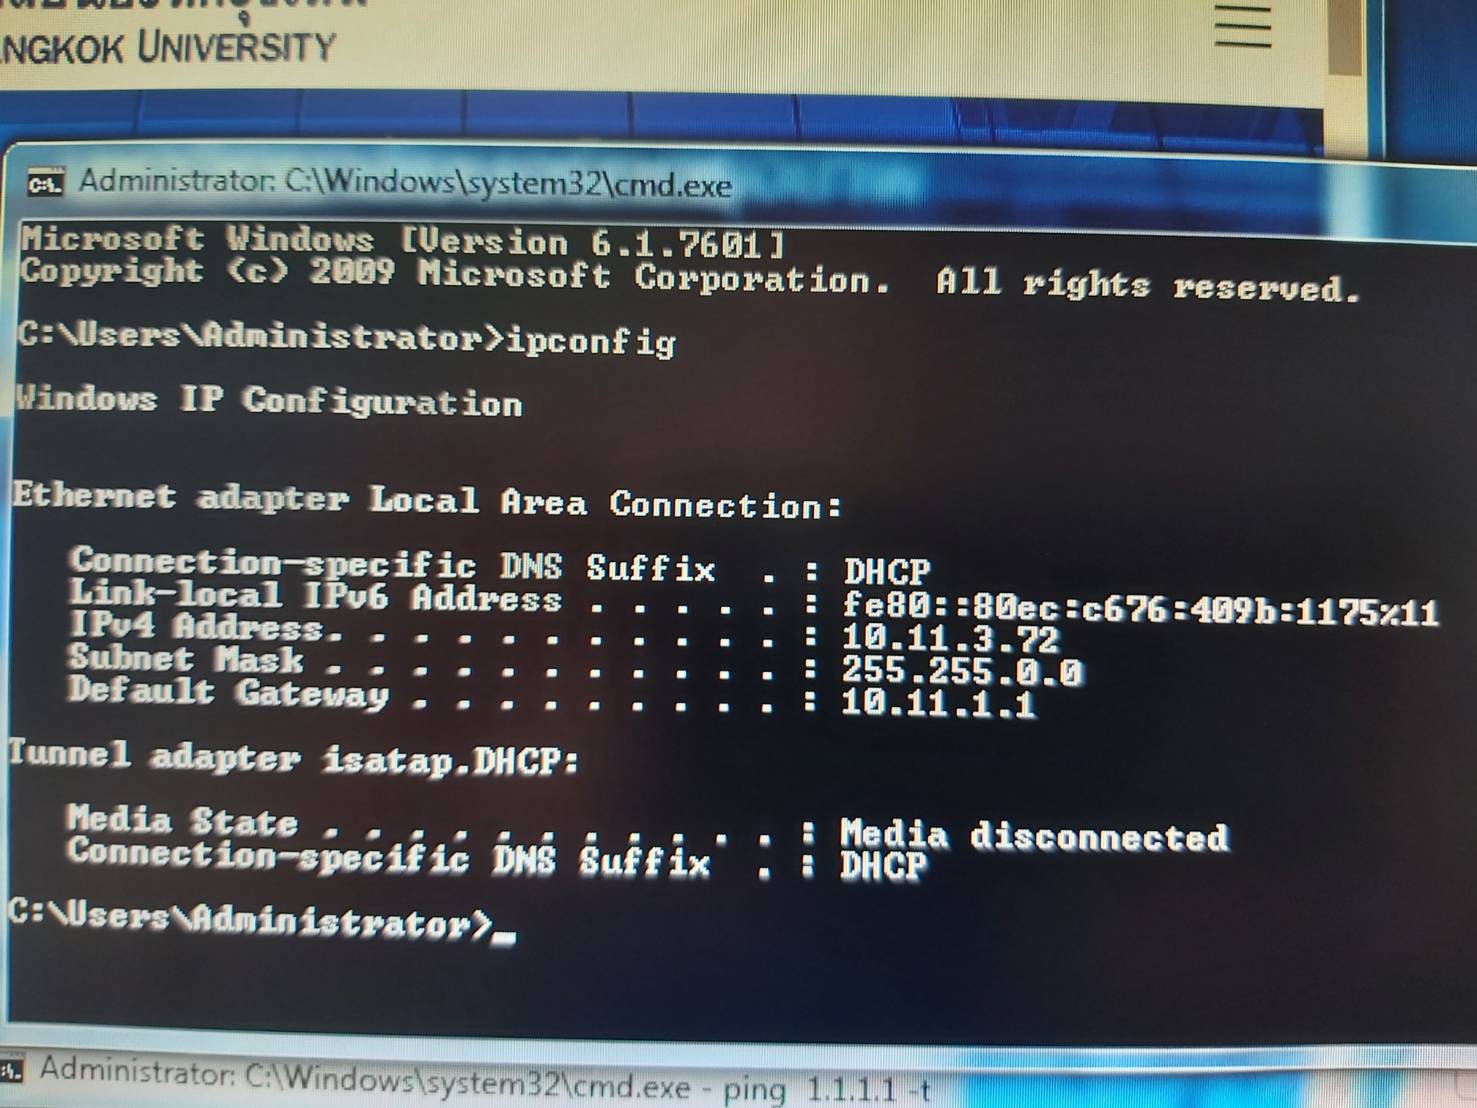 NGKOK UNIVERSITY
Administrator: C:\Windows\system32\cmd.exe
Microsoft Windows [Version 6.1.7601]
Copyright (c) 2009 Microsoft Corporation.  All rights reserved.
C:\Users\Administrator>ipconfig
Windows IP Configuration
Ethernet adapter Local Area Connection:
Connection-specific DNS Suffix  . : DHCP
Link-local IPv6 Address . . . . . : fe80::80ec:c676:409b:1175%11
IPv4 Address. . . . . . . . . . . : 10.11.3.72
Subnet Mask . . . . . . . . . . . : 255.255.0.0
Default Gateway . . . . . . . . . : 10.11.1.1
Tunnel adapter isatap.DHCP:
Media State . . . . . . . . . . . : Media disconnected
Connection-specific DNS Suffix  . : DHCP
C:\Users\Administrator>_
Administrator: C:\Windows\system32\cmd.exe - ping  1.1.1.1 -t